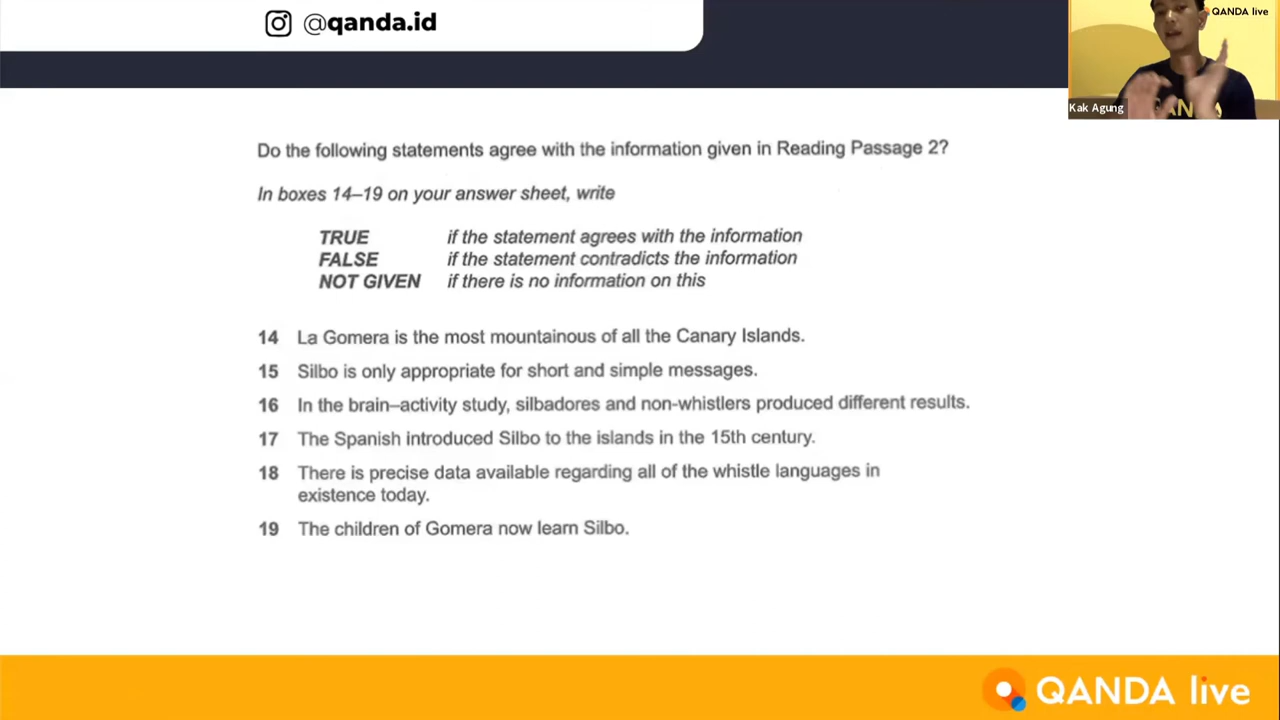 @qanda.id
QANDA live
Kak Agung
Do the following statements agree with the information given in Reading Passage 2?
In boxes 14–19 on your answer sheet, write
TRUE if the statement agrees with the information
FALSE if the statement contradicts the information
NOT GIVEN if there is no information on this
14 La Gomera is the most mountainous of all the Canary Islands.
15 Silbo is only appropriate for short and simple messages.
16 In the brain–activity study, silbadores and non-whistlers produced different results.
17 The Spanish introduced Silbo to the islands in the 15th century.
18 There is precise data available regarding all of the whistle languages in
existence today.
19 The children of Gomera now learn Silbo.
QANDA live